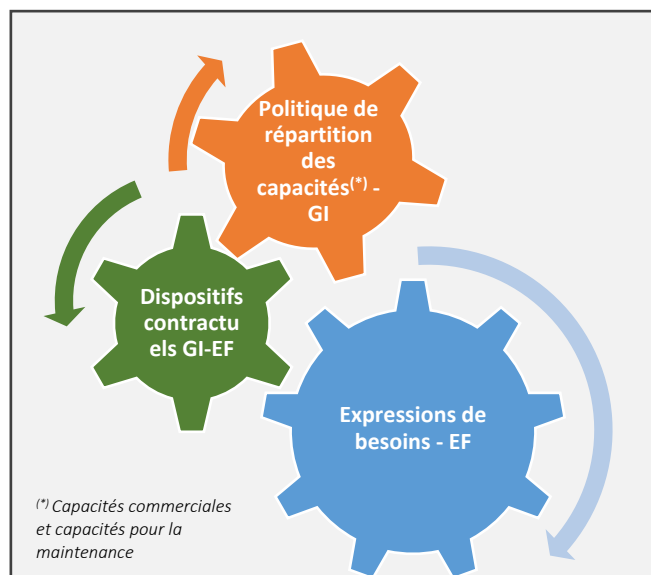 Politique de
répartition
des
capacités(*) -
GI
Dispositifs
contractu
els GI-EF
Expressions de
besoins - EF
(*) Capacités commerciales
et capacités pour la
maintenance